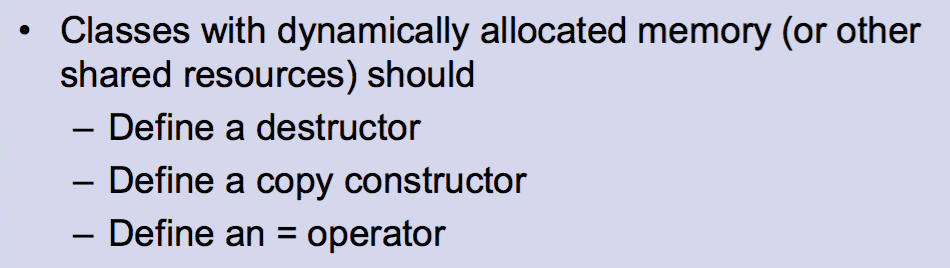 • Classes with dynamically allocated memory (or other
shared resources) should
– Define a destructor
– Define a copy constructor
– Define an = operator